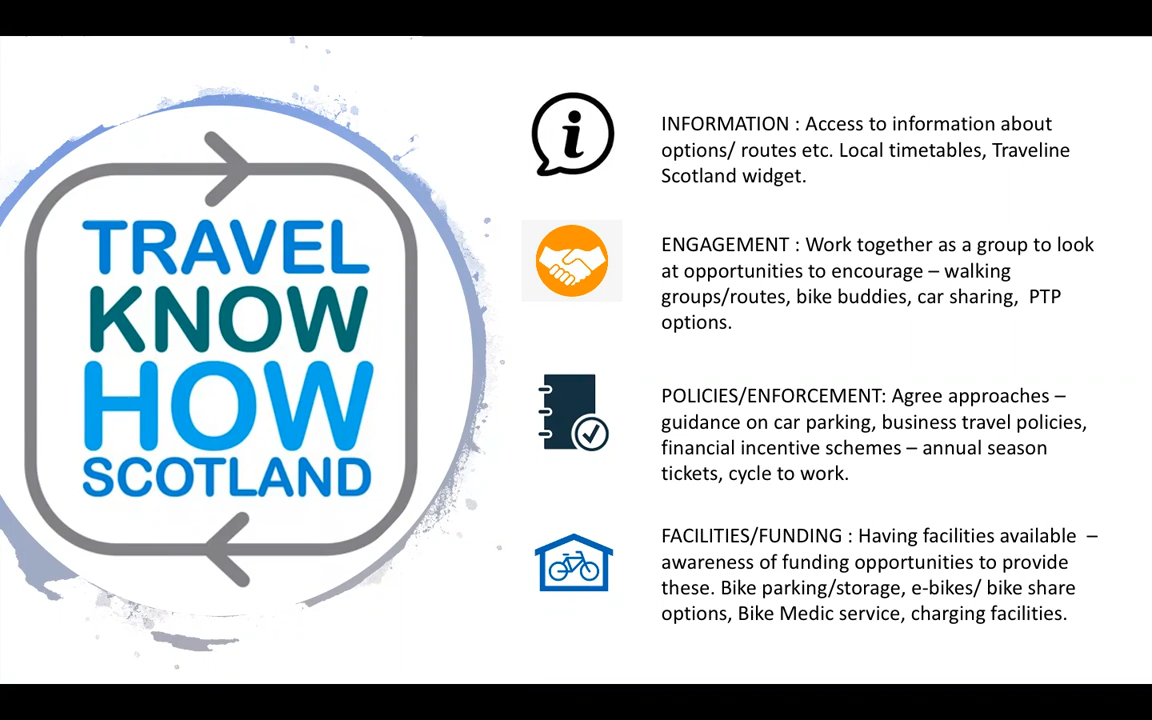 TRAVEL
KNOW
HOW
SCOTLAND
i
INFORMATION : Access to information about
options/ routes etc. Local timetables, Traveline
Scotland widget.
ENGAGEMENT : Work together as a group to look
at opportunities to encourage – walking
groups/routes, bike buddies, car sharing,  PTP
options.
POLICIES/ENFORCEMENT: Agree approaches –
guidance on car parking, business travel policies,
financial incentive schemes – annual season
tickets, cycle to work.
FACILITIES/FUNDING : Having facilities available  –
awareness of funding opportunities to provide
these. Bike parking/storage, e-bikes/ bike share
options, Bike Medic service, charging facilities.